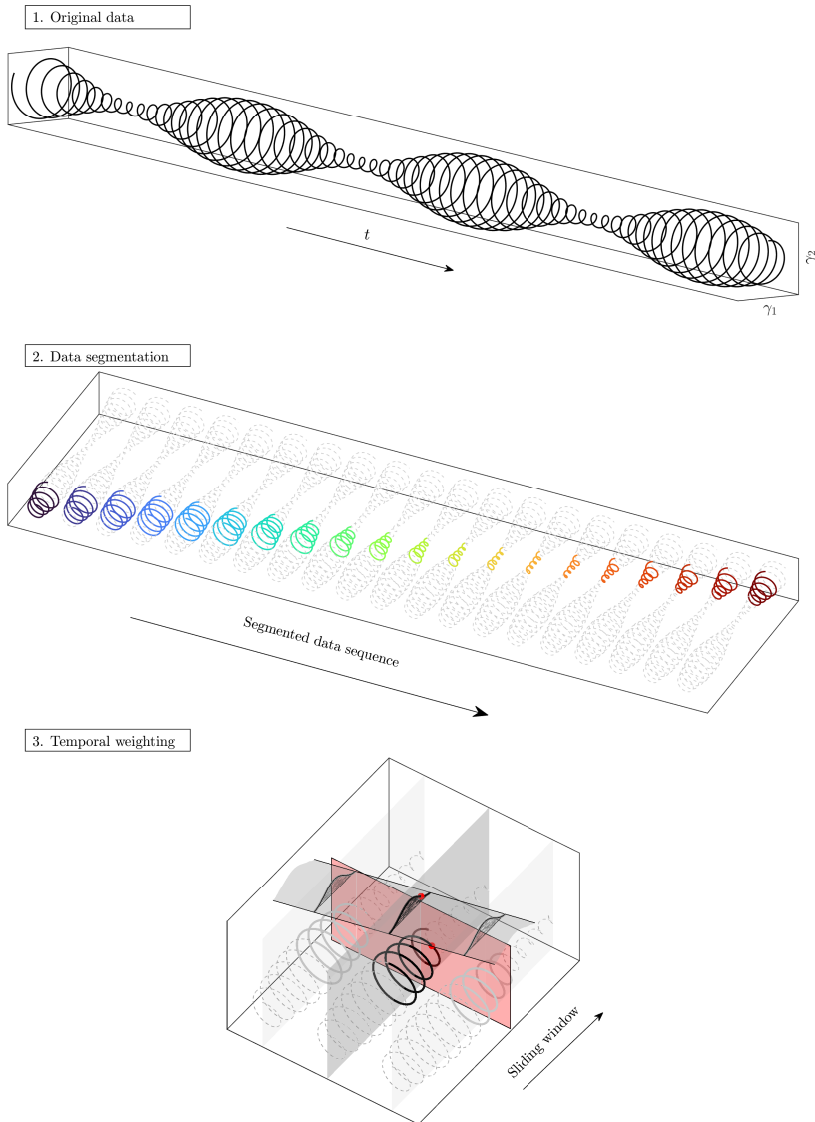 1. Original data
t
γ₂
γ₁
2. Data segmentation
Segmented data sequence
3. Temporal weighting
Sliding window